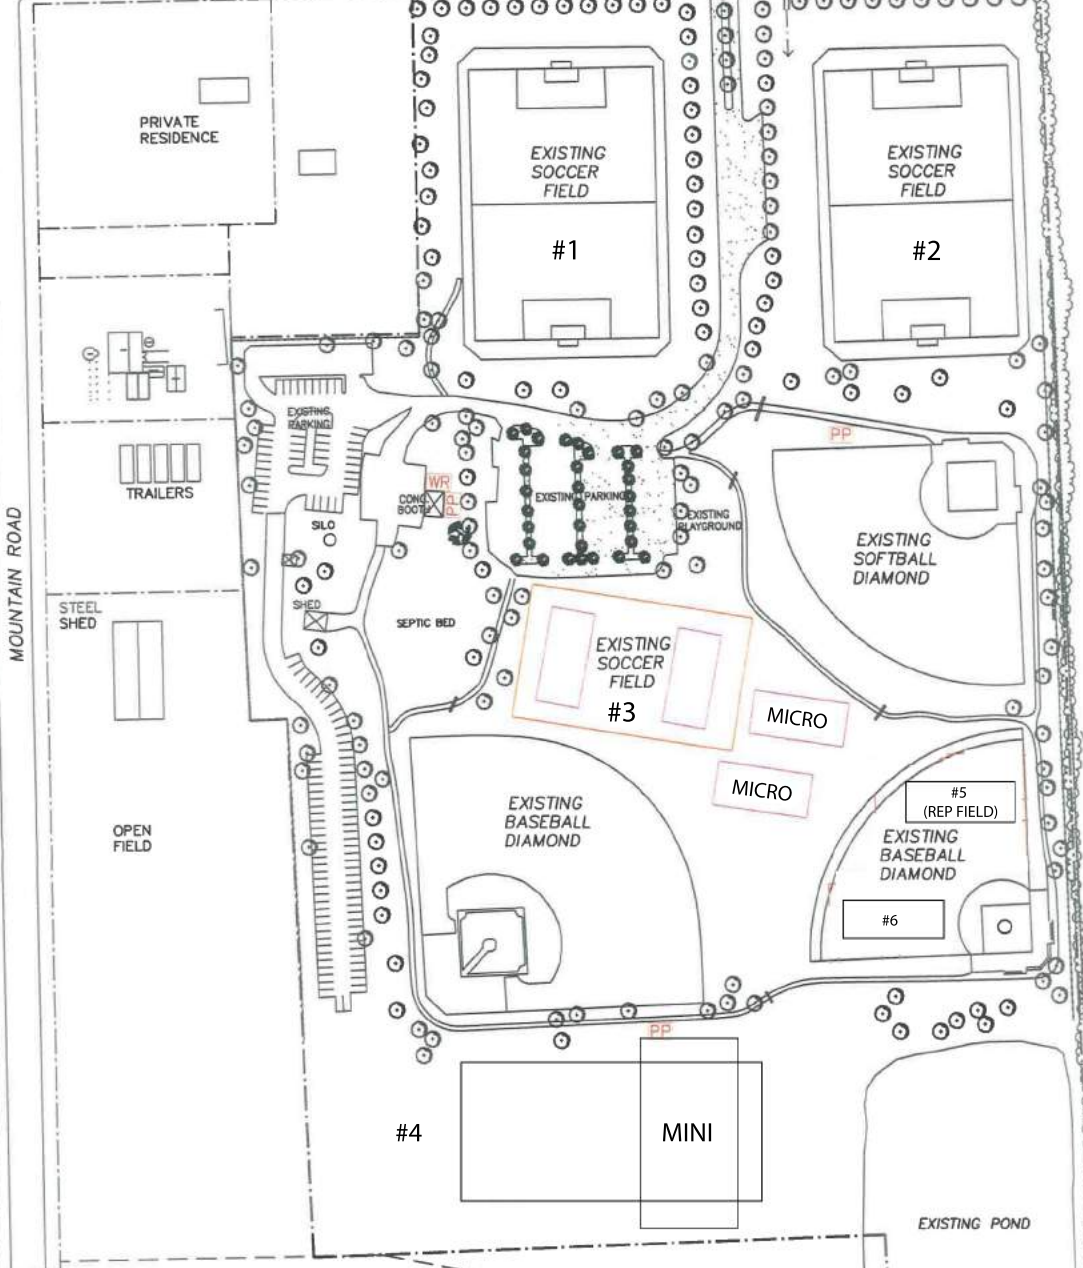 PRIVATE
RESIDENCE
EXISTING
SOCCER
FIELD
#1
EXISTING
SOCCER
FIELD
#2
EXISTING
PARKING
PP
TRAILERS
WR
CONC.
BOOTH
PP
EXISTING PARKING
EXISTING
PLAYGROUND
SILO
EXISTING
SOFTBALL
DIAMOND
MOUNTAIN ROAD
STEEL
SHED
SHED
SEPTIC BED
EXISTING
SOCCER
FIELD
#3
MICRO
MICRO
OPEN
FIELD
EXISTING
BASEBALL
DIAMOND
#5
(REP FIELD)
EXISTING
BASEBALL
DIAMOND
#6
PP
#4
MINI
EXISTING POND